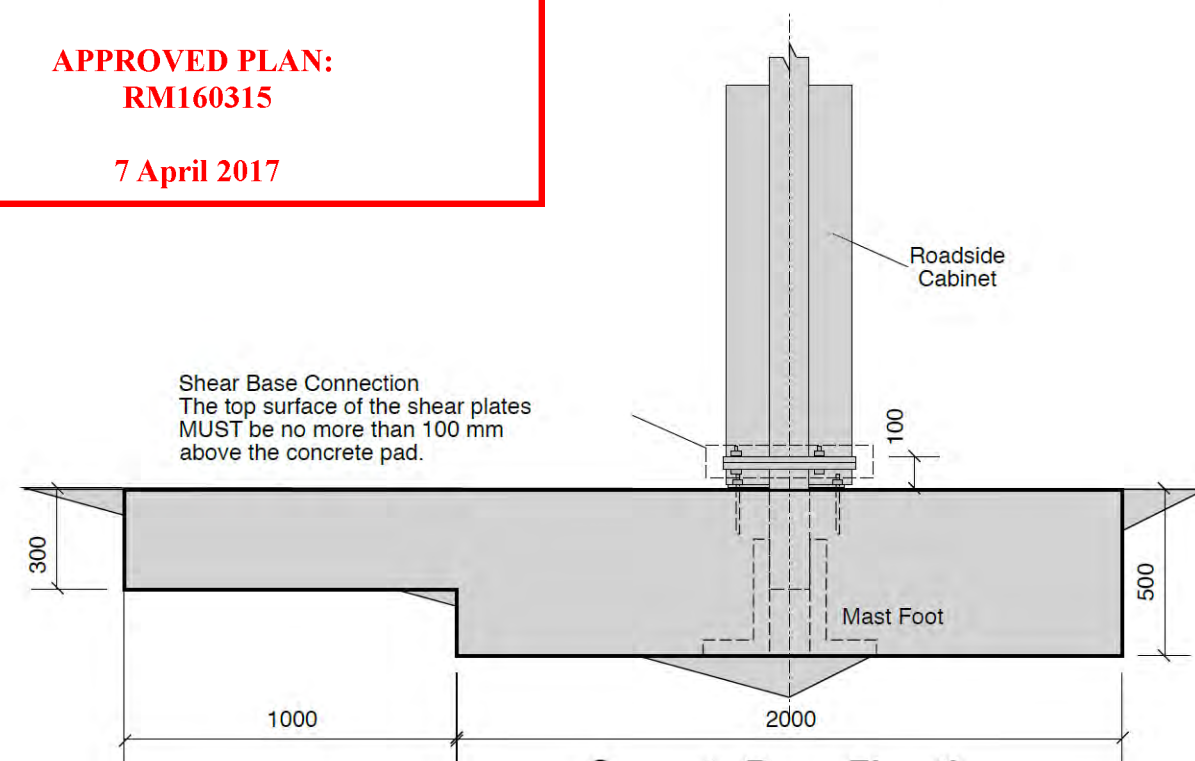 APPROVED PLAN:
RM160315
7 April 2017
Roadside
Cabinet
Shear Base Connection
The top surface of the shear plates
MUST be no more than 100 mm
above the concrete pad.
100
300
500
Mast Foot
1000
2000